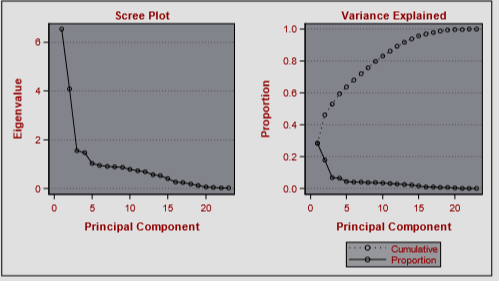 Scree Plot
Eigenvalue
6
4
2
0
0 5 10 15 20
Principal Component
Variance Explained
Proportion
1.0
0.8
0.6
0.4
0.2
0.0
0 5 10 15 20
Principal Component
Cumulative
Proportion